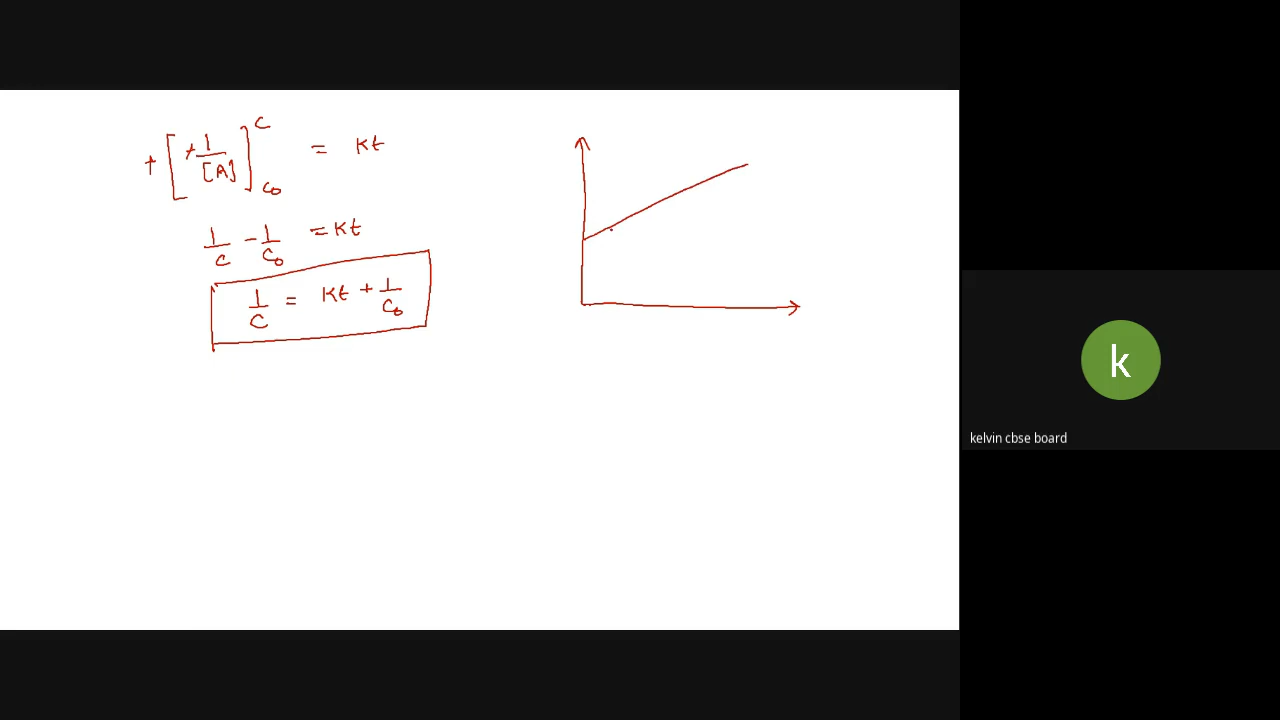 + [+1/[A]]^C_C₀ = Kt
1/C - 1/C₀ = Kt
1/C = Kt + 1/C₀
k
kelvin cbse board